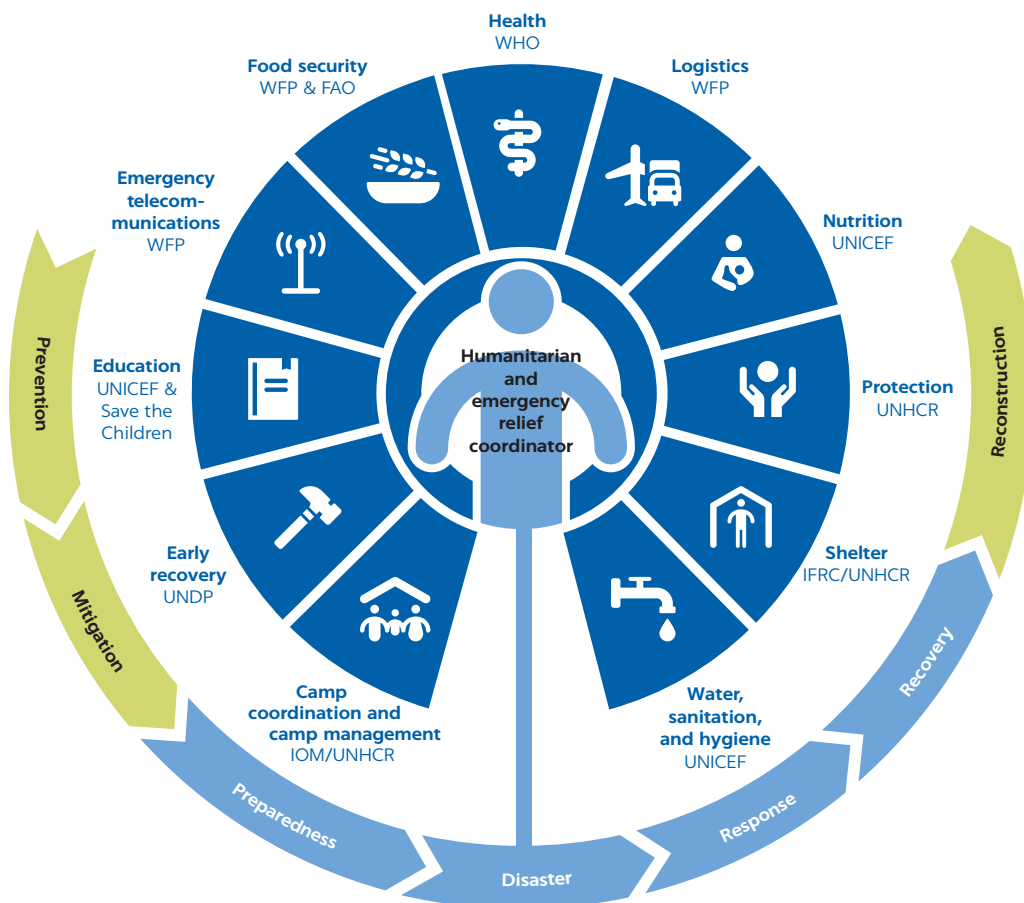 Health
WHO
Logistics
WFP
Nutrition
UNICEF
Protection
UNHCR
Shelter
IFRC/UNHCR
Water,
sanitation,
and hygiene
UNICEF
Camp
coordination and
camp management
IOM/UNHCR
Early
recovery
UNDP
Education
UNICEF &
Save the
Children
Emergency
telecom-
munications
WFP
Food security
WFP & FAO
Humanitarian
and
emergency
relief
coordinator
Prevention
Mitigation
Preparedness
Disaster
Response
Recovery
Reconstruction